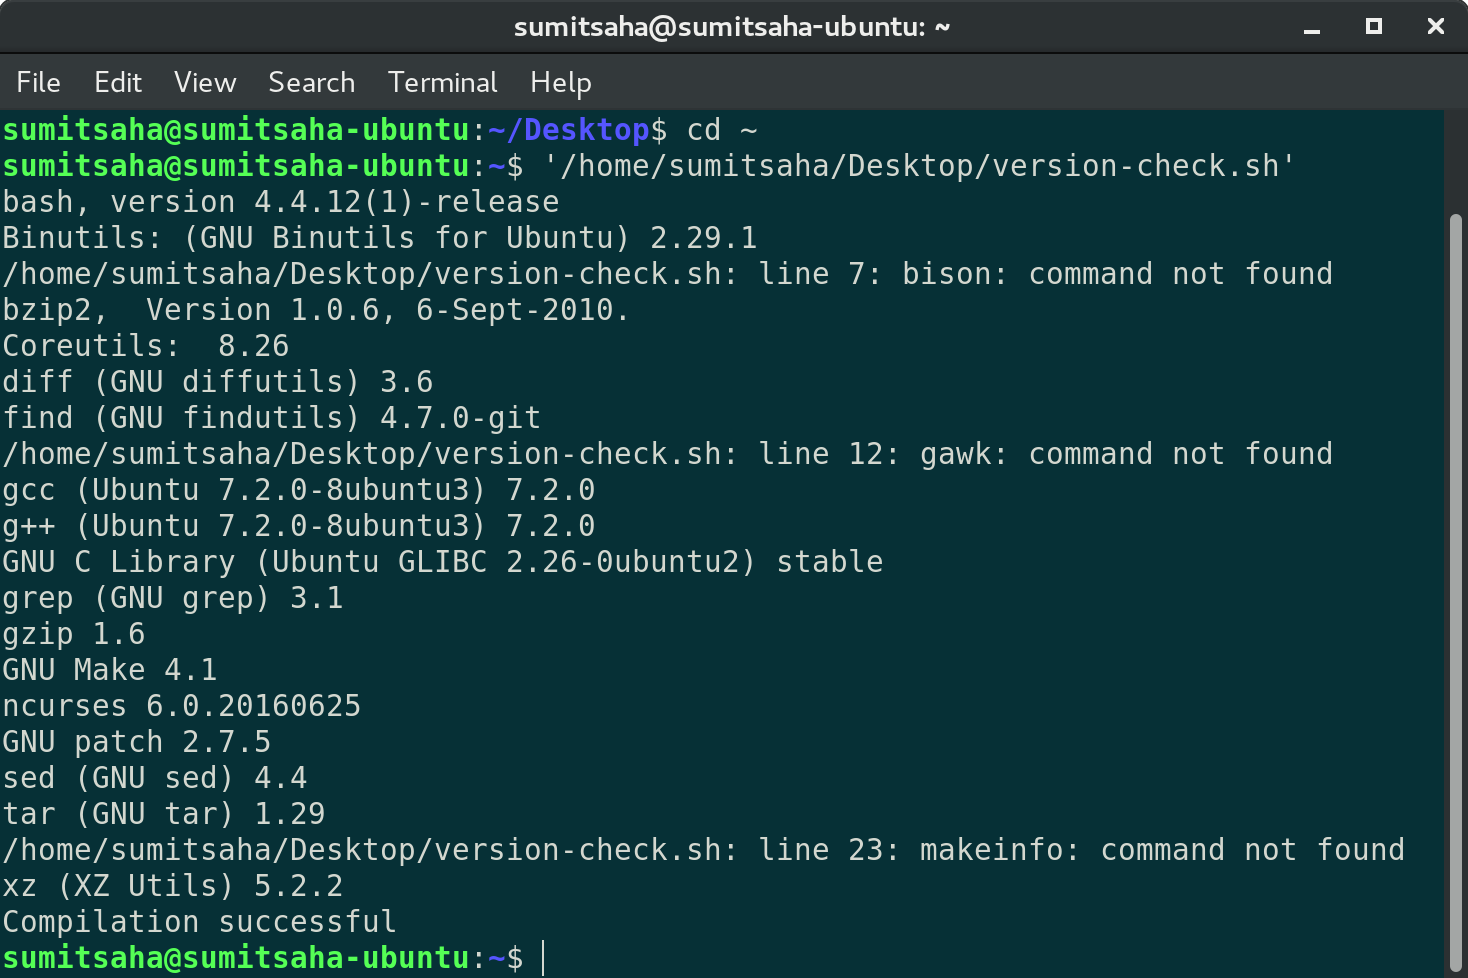 sumitsaha@sumitsaha-ubuntu: ~
File Edit View Search Terminal Help
sumitsaha@sumitsaha-ubuntu:~/Desktop$ cd ~
sumitsaha@sumitsaha-ubuntu:~$ '/home/sumitsaha/Desktop/version-check.sh'
bash, version 4.4.12(1)-release
Binutils: (GNU Binutils for Ubuntu) 2.29.1
/home/sumitsaha/Desktop/version-check.sh: line 7: bison: command not found
bzip2,  Version 1.0.6, 6-Sept-2010.
Coreutils:  8.26
diff (GNU diffutils) 3.6
find (GNU findutils) 4.7.0-git
/home/sumitsaha/Desktop/version-check.sh: line 12: gawk: command not found
gcc (Ubuntu 7.2.0-8ubuntu3) 7.2.0
g++ (Ubuntu 7.2.0-8ubuntu3) 7.2.0
GNU C Library (Ubuntu GLIBC 2.26-0ubuntu2) stable
grep (GNU grep) 3.1
gzip 1.6
GNU Make 4.1
ncurses 6.0.20160625
GNU patch 2.7.5
sed (GNU sed) 4.4
tar (GNU tar) 1.29
/home/sumitsaha/Desktop/version-check.sh: line 23: makeinfo: command not found
xz (XZ Utils) 5.2.2
Compilation successful
sumitsaha@sumitsaha-ubuntu:~$